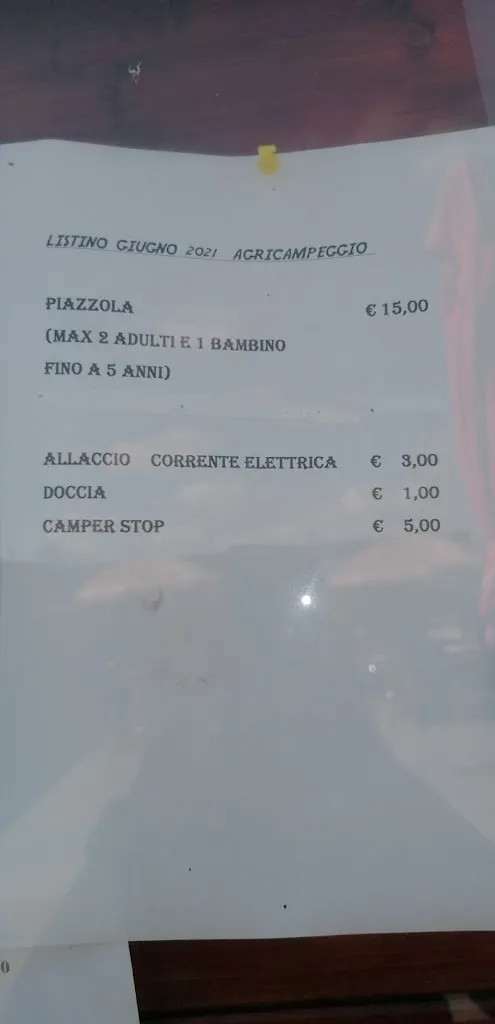 LISTINO GIUGNO 2021 AGRICAMPEGGIO
PIAZZOLA € 15,00
(MAX 2 ADULTI E 1 BAMBINO
FINO A 5 ANNI)
ALLACCIO CORRENTE ELETTRICA € 3,00
DOCCIA € 1,00
CAMPER STOP € 5,00
0